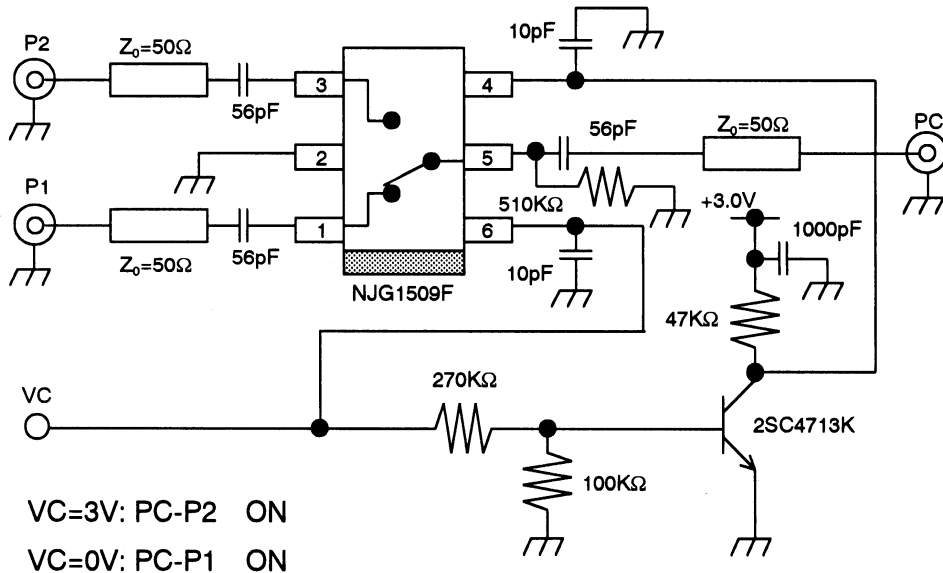 P2
Z₀=50Ω
56pF
3
4
10pF
2
5
56pF
Z₀=50Ω
PC
P1
Z₀=50Ω
56pF
1
6
510KΩ
10pF
NJG1509F
+3.0V
1000pF
47KΩ
VC
270KΩ
100KΩ
2SC4713K
VC=3V: PC-P2 ON
VC=0V: PC-P1 ON